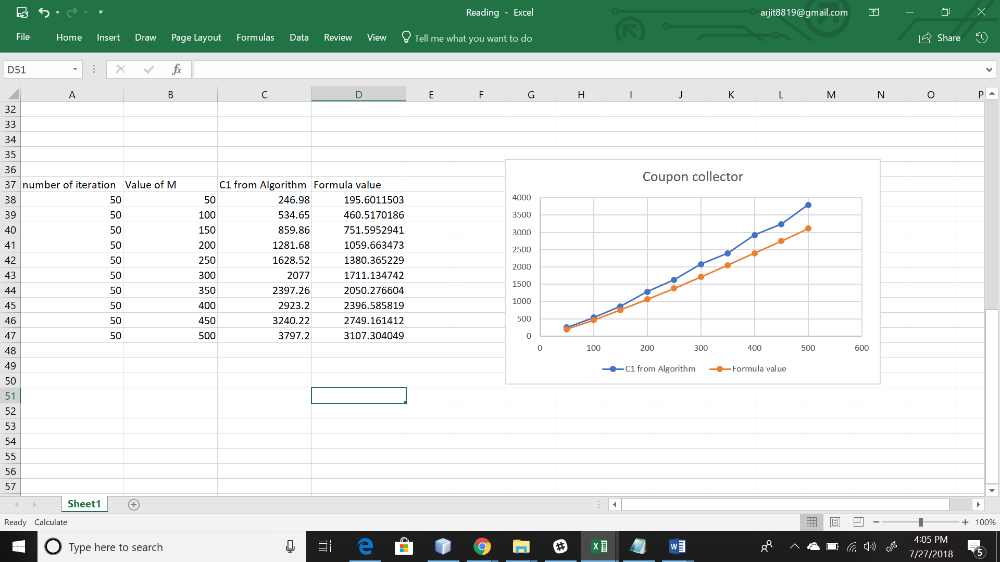 Reading - Excel
arjit8819@gmail.com
File Home Insert Draw Page Layout Formulas Data Review View Tell me what you want to do Share
D51 fx
A B C D E F G H I J K L M N O P
32
33
34
35
36
37 number of iteration Value of M C1 from Algorithm Formula value
38 50 50 246.98 195.6011503
39 50 100 534.65 460.5170186
40 50 150 859.86 751.5952941
41 50 200 1281.68 1059.663473
42 50 250 1628.52 1380.365229
43 50 300 2077 1711.134742
44 50 350 2397.26 2050.276604
45 50 400 2923.2 2396.585819
46 50 450 3240.22 2749.161412
47 50 500 3797.2 3107.304049
48
49
50
51
52
53
54
55
56
57
Coupon collector
4000
3500
3000
2500
2000
1500
1000
500
0
0 100 200 300 400 500 600
C1 from Algorithm Formula value
Sheet1
Ready Calculate
100%
Type here to search
4:05 PM
7/27/2018
5